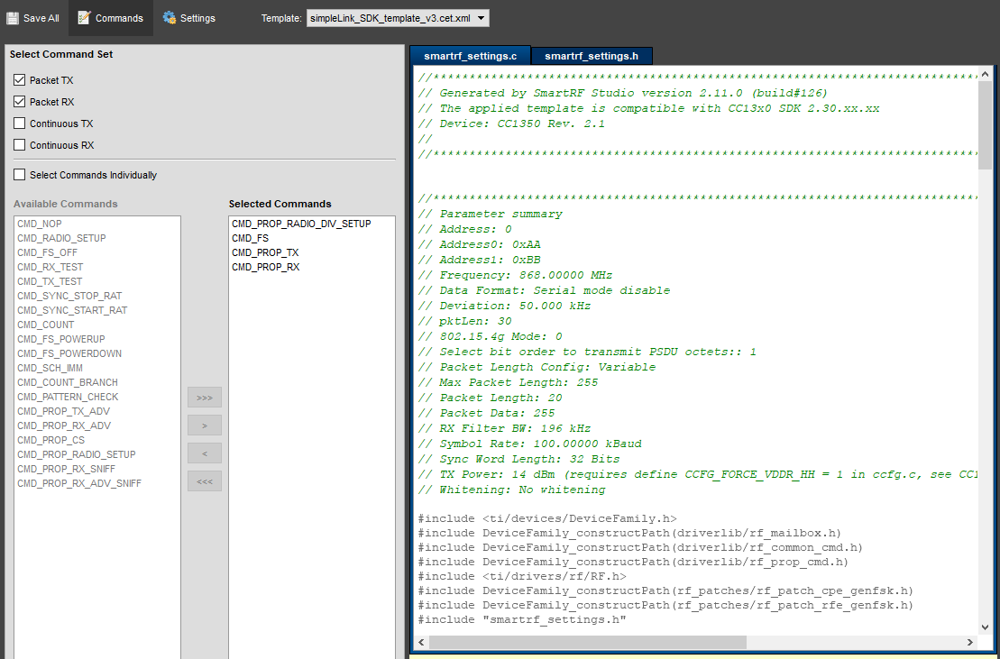 Save All Commands Settings Template: simpleLink_SDK_template_v3.cet.xml
Select Command Set
Packet TX
Packet RX
Continuous TX
Continuous RX
Select Commands Individually
Available Commands
CMD_NOP
CMD_RADIO_SETUP
CMD_FS_OFF
CMD_RX_TEST
CMD_TX_TEST
CMD_SYNC_STOP_RAT
CMD_SYNC_START_RAT
CMD_COUNT
CMD_FS_POWERUP
CMD_FS_POWERDOWN
CMD_SCH_IMM
CMD_COUNT_BRANCH
CMD_PATTERN_CHECK
CMD_PROP_TX_ADV
CMD_PROP_RX_ADV
CMD_PROP_CS
CMD_PROP_RADIO_SETUP
CMD_PROP_RX_SNIFF
CMD_PROP_RX_ADV_SNIFF
>>>
>
<
<<<
Selected Commands
CMD_PROP_RADIO_DIV_SETUP
CMD_FS
CMD_PROP_TX
CMD_PROP_RX
smartrf_settings.c smartrf_settings.h
//******************************************************************************
// Generated by SmartRF Studio version 2.11.0 (build#126)
// The applied template is compatible with CC13x0 SDK 2.30.xx.xx
// Device: CC1350 Rev. 2.1
//
//******************************************************************************
//******************************************************************************
// Parameter summary
// Address: 0
// Address0: 0xAA
// Address1: 0xBB
// Frequency: 868.00000 MHz
// Data Format: Serial mode disable
// Deviation: 50.000 kHz
// pktLen: 30
// 802.15.4g Mode: 0
// Select bit order to transmit PSDU octets:: 1
// Packet Length Config: Variable
// Max Packet Length: 255
// Packet Length: 20
// Packet Data: 255
// RX Filter BW: 196 kHz
// Symbol Rate: 100.00000 kBaud
// Sync Word Length: 32 Bits
// TX Power: 14 dBm (requires define CCFG_FORCE_VDDR_HH = 1 in ccfg.c, see CC1
// Whitening: No whitening
#include <ti/devices/DeviceFamily.h>
#include DeviceFamily_constructPath(driverlib/rf_mailbox.h)
#include DeviceFamily_constructPath(driverlib/rf_common_cmd.h)
#include DeviceFamily_constructPath(driverlib/rf_prop_cmd.h)
#include <ti/drivers/rf/RF.h>
#include DeviceFamily_constructPath(rf_patches/rf_patch_cpe_genfsk.h)
#include DeviceFamily_constructPath(rf_patches/rf_patch_rfe_genfsk.h)
#include "smartrf_settings.h"